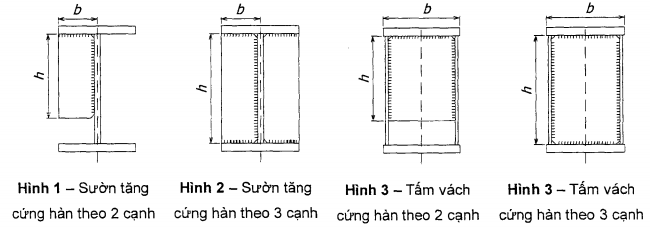 b
b
b
b
h
h
h
h
Hình 1 – Sườn tăng
cứng hàn theo 2 cạnh
Hình 2 – Sườn tăng
cứng hàn theo 3 cạnh
Hình 3 – Tấm vách
cứng hàn theo 2 cạnh
Hình 3 – Tấm vách
cứng hàn theo 3 cạnh